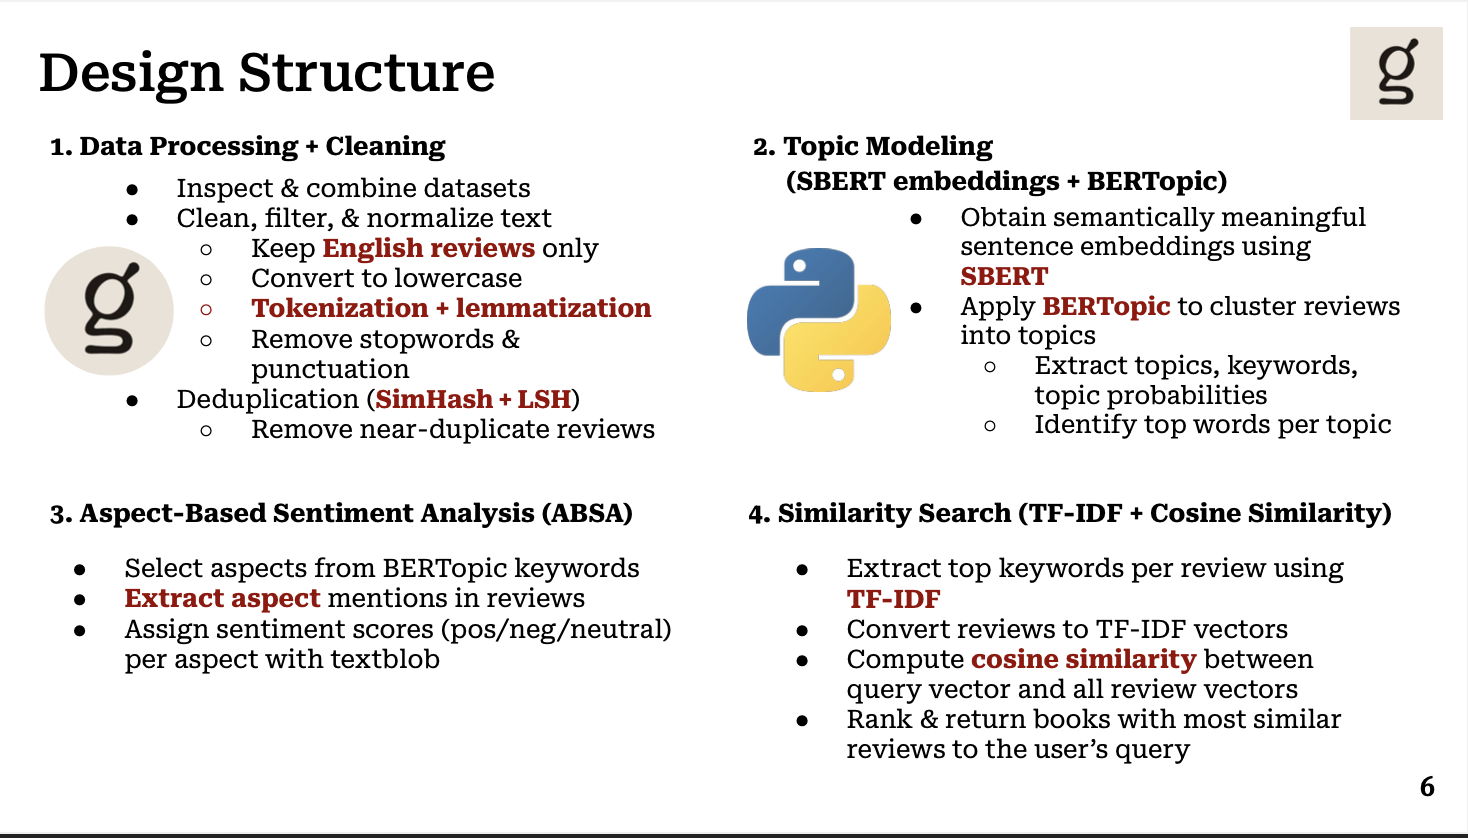 Design Structure
g
1. Data Processing + Cleaning
● Inspect & combine datasets
● Clean, filter, & normalize text
○ Keep English reviews only
○ Convert to lowercase
○ Tokenization + lemmatization
○ Remove stopwords &
punctuation
● Deduplication (SimHash + LSH)
○ Remove near-duplicate reviews
g
2. Topic Modeling
(SBERT embeddings + BERTopic)
● Obtain semantically meaningful
sentence embeddings using
SBERT
● Apply BERTopic to cluster reviews
into topics
○ Extract topics, keywords,
topic probabilities
○ Identify top words per topic
3. Aspect-Based Sentiment Analysis (ABSA)
● Select aspects from BERTopic keywords
● Extract aspect mentions in reviews
● Assign sentiment scores (pos/neg/neutral)
per aspect with textblob
4. Similarity Search (TF-IDF + Cosine Similarity)
● Extract top keywords per review using
TF-IDF
● Convert reviews to TF-IDF vectors
● Compute cosine similarity between
query vector and all review vectors
● Rank & return books with most similar
reviews to the user’s query
6